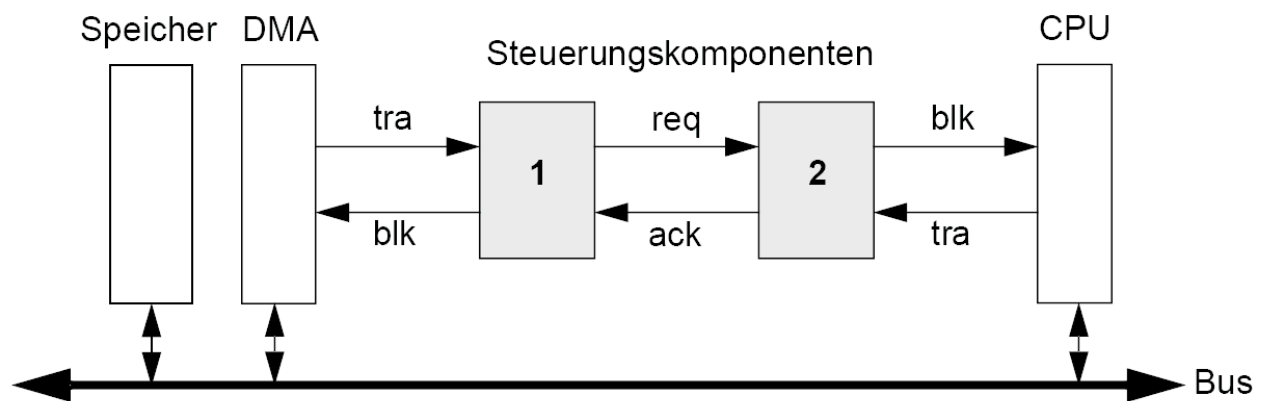 Speicher DMA CPU
Steuerungskomponenten
tra req blk
1 2
blk ack tra
Bus